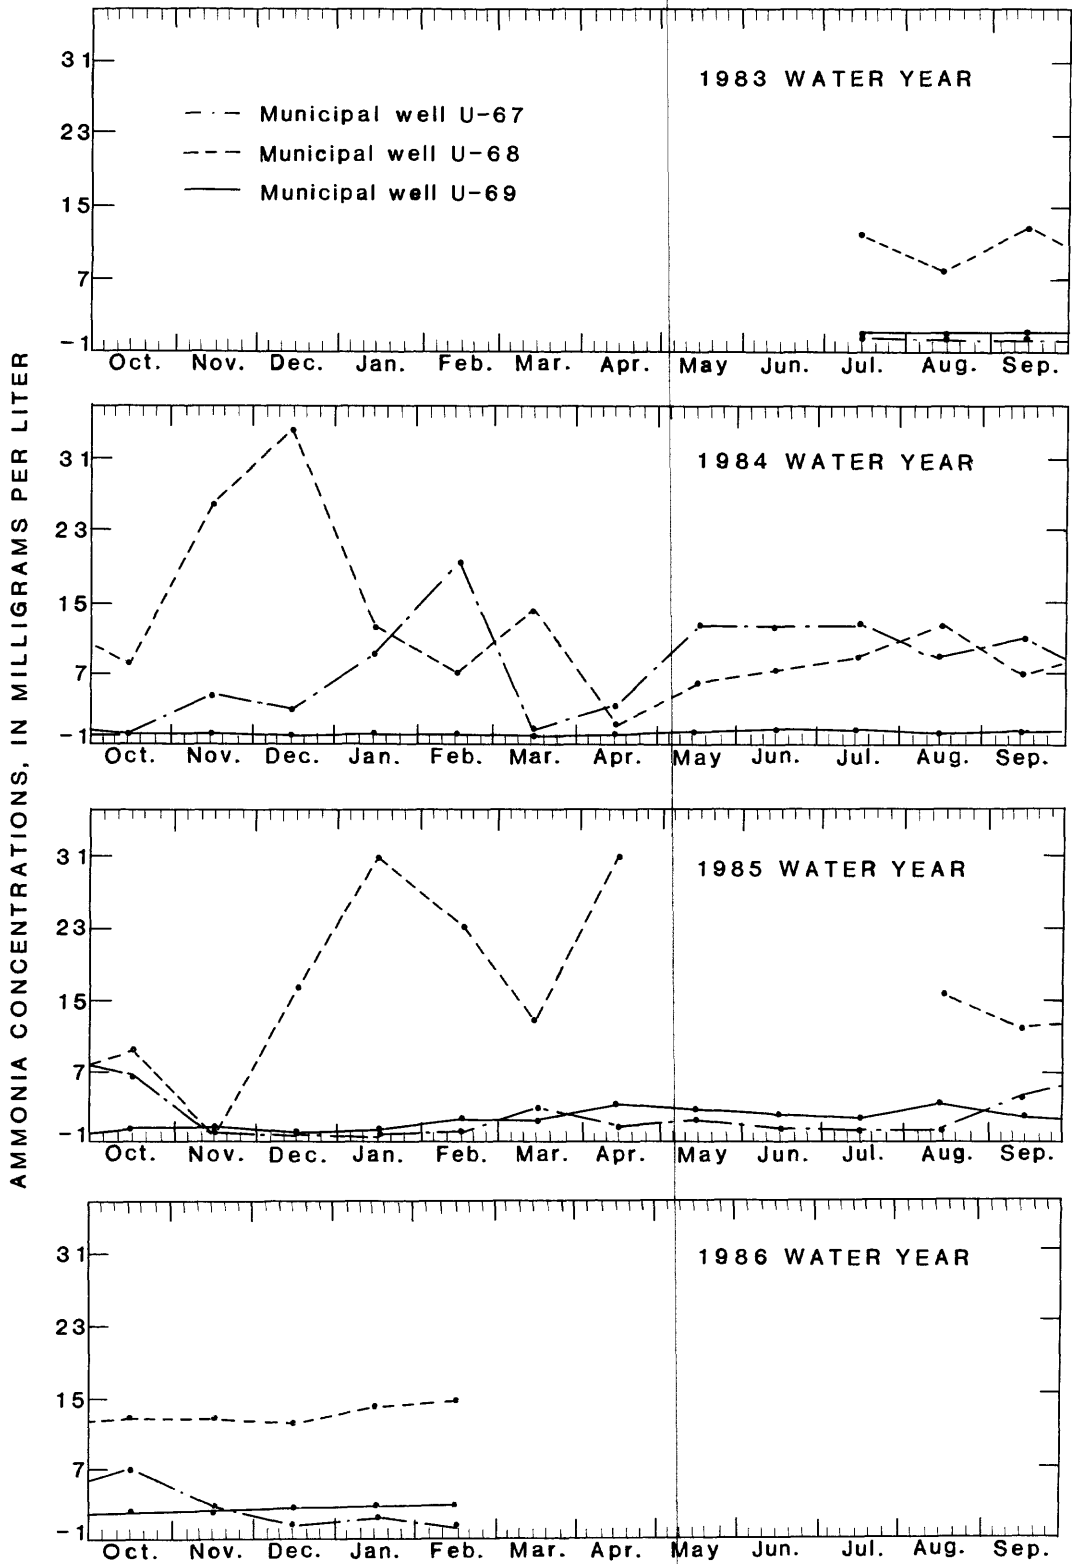 AMMONIA CONCENTRATIONS, IN MILLIGRAMS PER LITER
31
1983 WATER YEAR
Municipal well U-67
23
Municipal well U-68
Municipal well U-69
15
7
-1
Oct. Nov. Dec. Jan. Feb. Mar. Apr. May Jun. Jul. Aug. Sep.
31
1984 WATER YEAR
23
15
7
-1
Oct. Nov. Dec. Jan. Feb. Mar. Apr. May Jun. Jul. Aug. Sep.
31
1985 WATER YEAR
23
15
7
-1
Oct. Nov. Dec. Jan. Feb. Mar. Apr. May Jun. Jul. Aug. Sep.
31
1986 WATER YEAR
23
15
7
-1
Oct. Nov. Dec. Jan. Feb. Mar. Apr. May Jun. Jul. Aug. Sep.